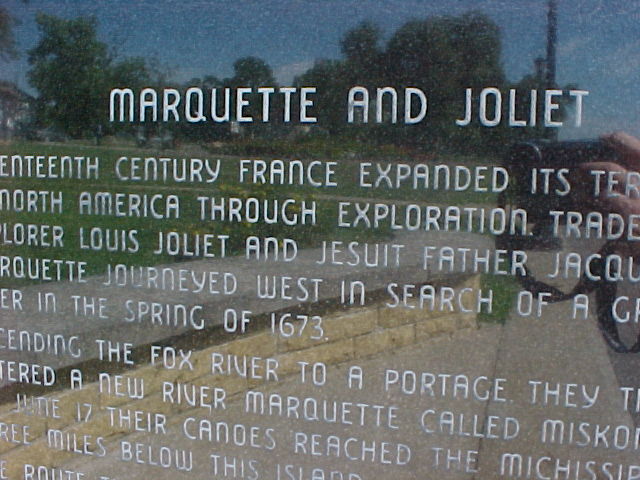 MARQUETTE AND JOLIET
ENTEENTH CENTURY FRANCE EXPANDED ITS TER
NORTH AMERICA THROUGH EXPLORATION, TRADE
PLORER LOUIS JOLIET AND JESUIT FATHER JACQU
RQUETTE JOURNEYED WEST IN SEARCH OF A GR
ER IN THE SPRING OF 1673.
CENDING THE FOX RIVER TO A PORTAGE, THEY T
TERED A NEW RIVER MARQUETTE CALLED MISKO
JUNE 17 THEIR CANOES REACHED THE MICHISSIP
REE MILES BELOW THIS ISLAND
E ROUTE